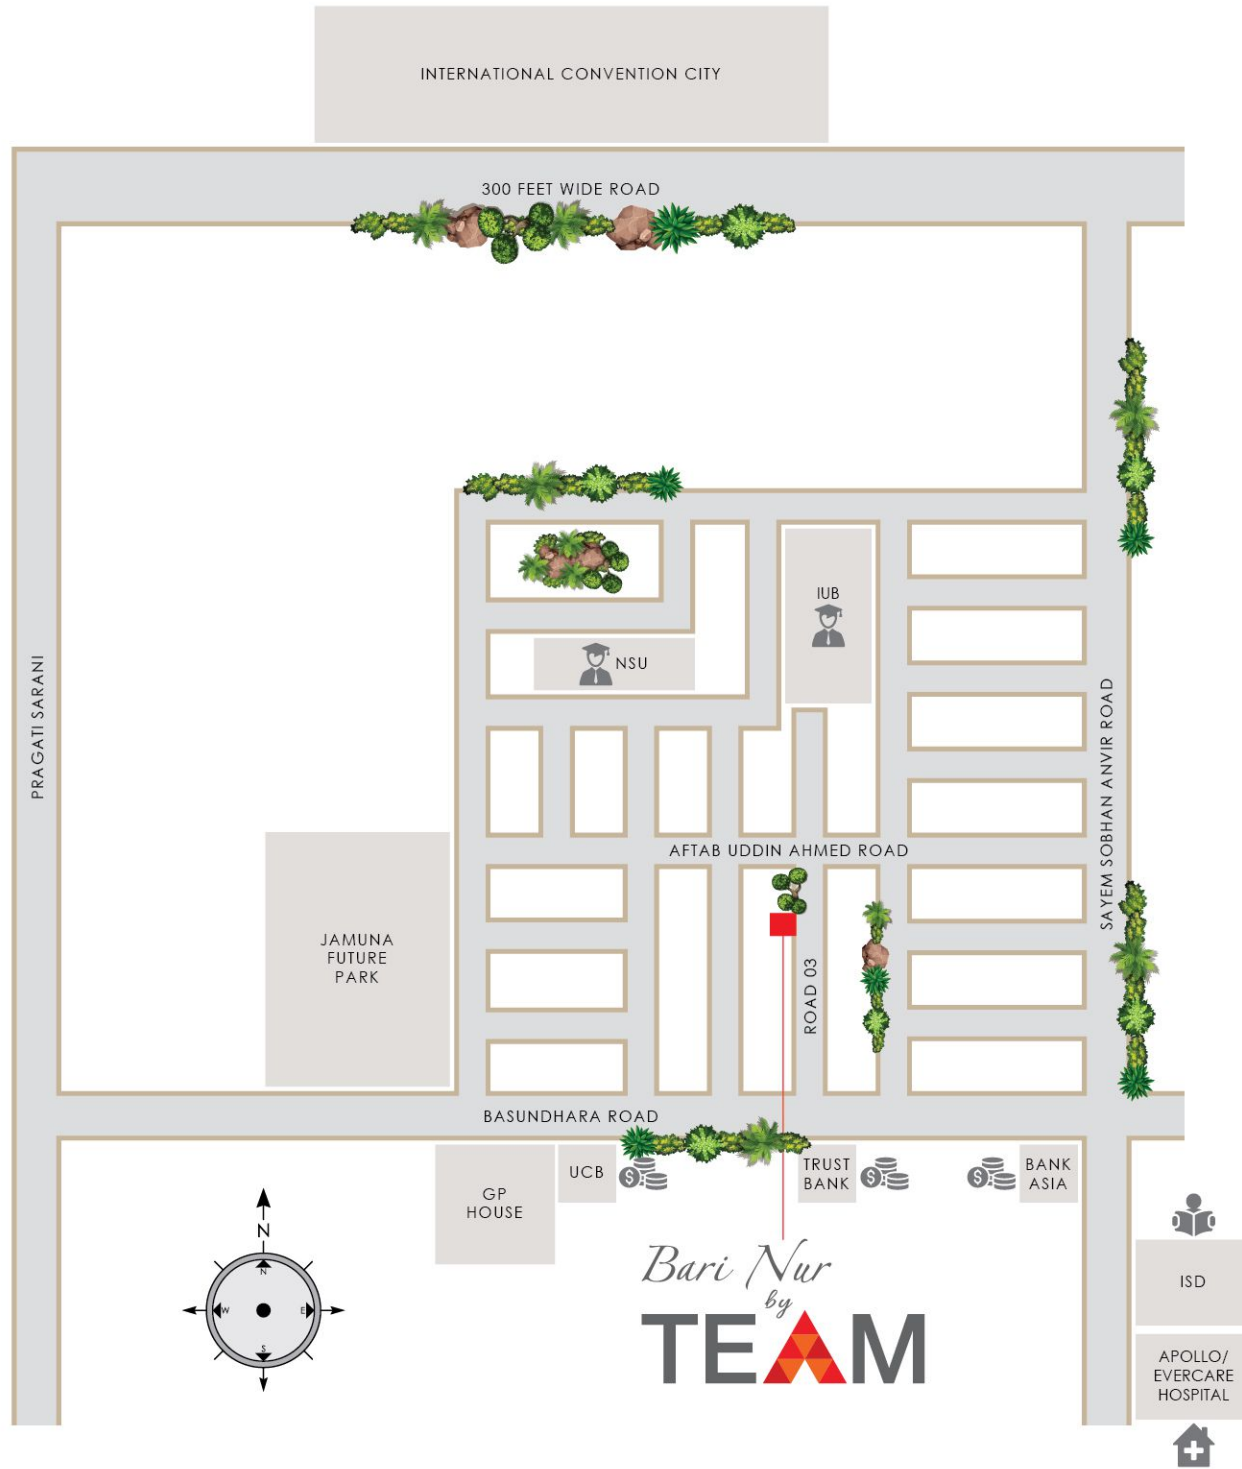 INTERNATIONAL CONVENTION CITY
300 FEET WIDE ROAD
PRAGATI SARANI
IUB
NSU
SAYEM SOBHAN ANVIR ROAD
AFTAB UDDIN AHMED ROAD
JAMUNA
FUTURE
PARK
ROAD 03
BASUNDHARA ROAD
GP
HOUSE
UCB
TRUST
BANK
BANK
ASIA
N
N
W
E
S
Bari Nur
by
TEAM
ISD
APOLLO/
EVERCARE
HOSPITAL